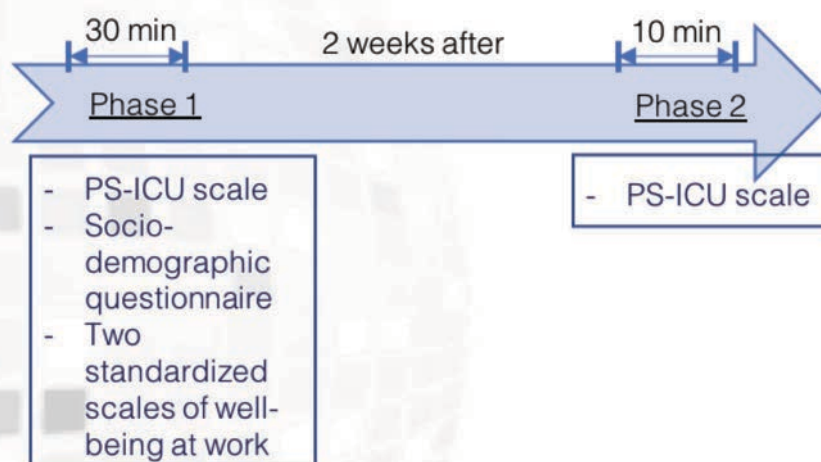 30 min
2 weeks after
10 min
Phase 1
Phase 2
- PS-ICU scale
- Socio-
demographic
questionnaire
- Two
standardized
scales of well-
being at work
- PS-ICU scale